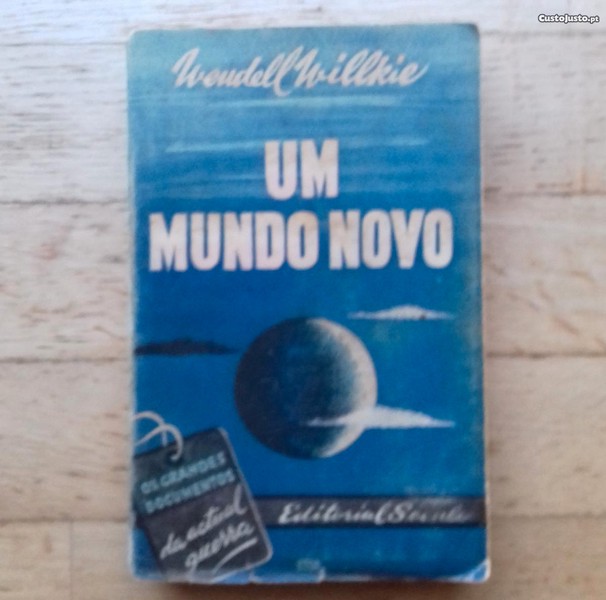 CustoJusto.pt
Wendell Willkie
UM
MUNDO NOVO
OS GRANDES
DOCUMENTOS
da actual
guerra
Editorial Século